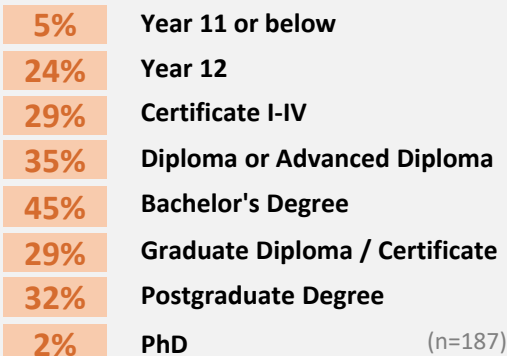 5% Year 11 or below
24% Year 12
29% Certificate I-IV
35% Diploma or Advanced Diploma
45% Bachelor's Degree
29% Graduate Diploma / Certificate
32% Postgraduate Degree
2% PhD (n=187)